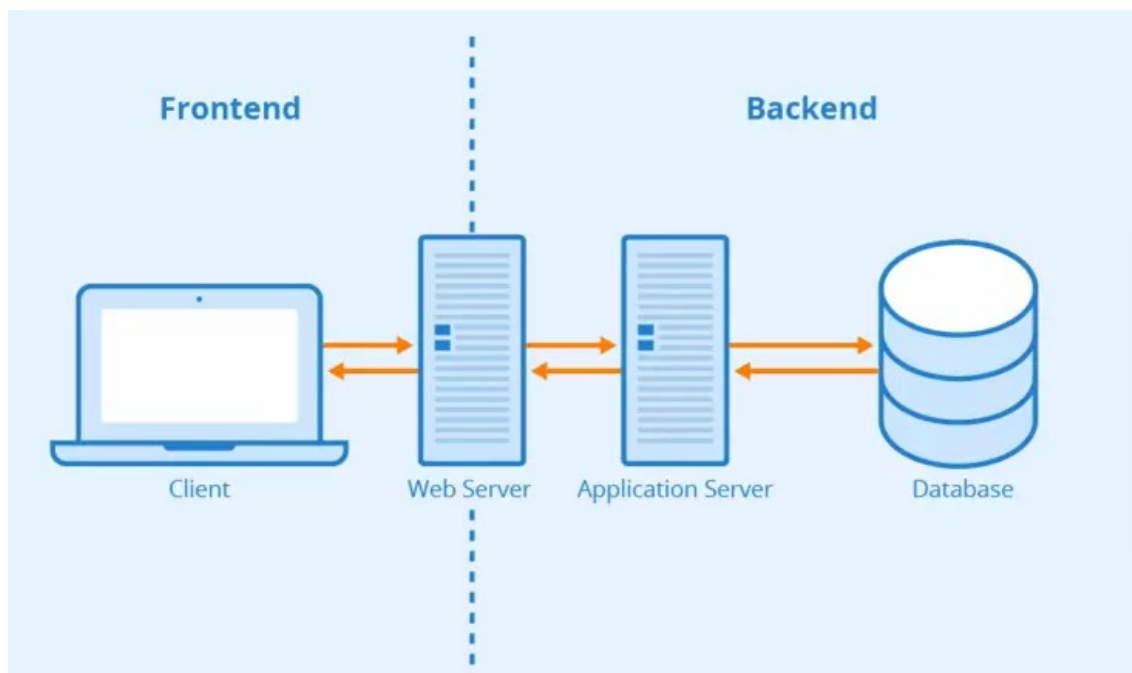 Frontend
Backend
Client
Web Server
Application Server
Database